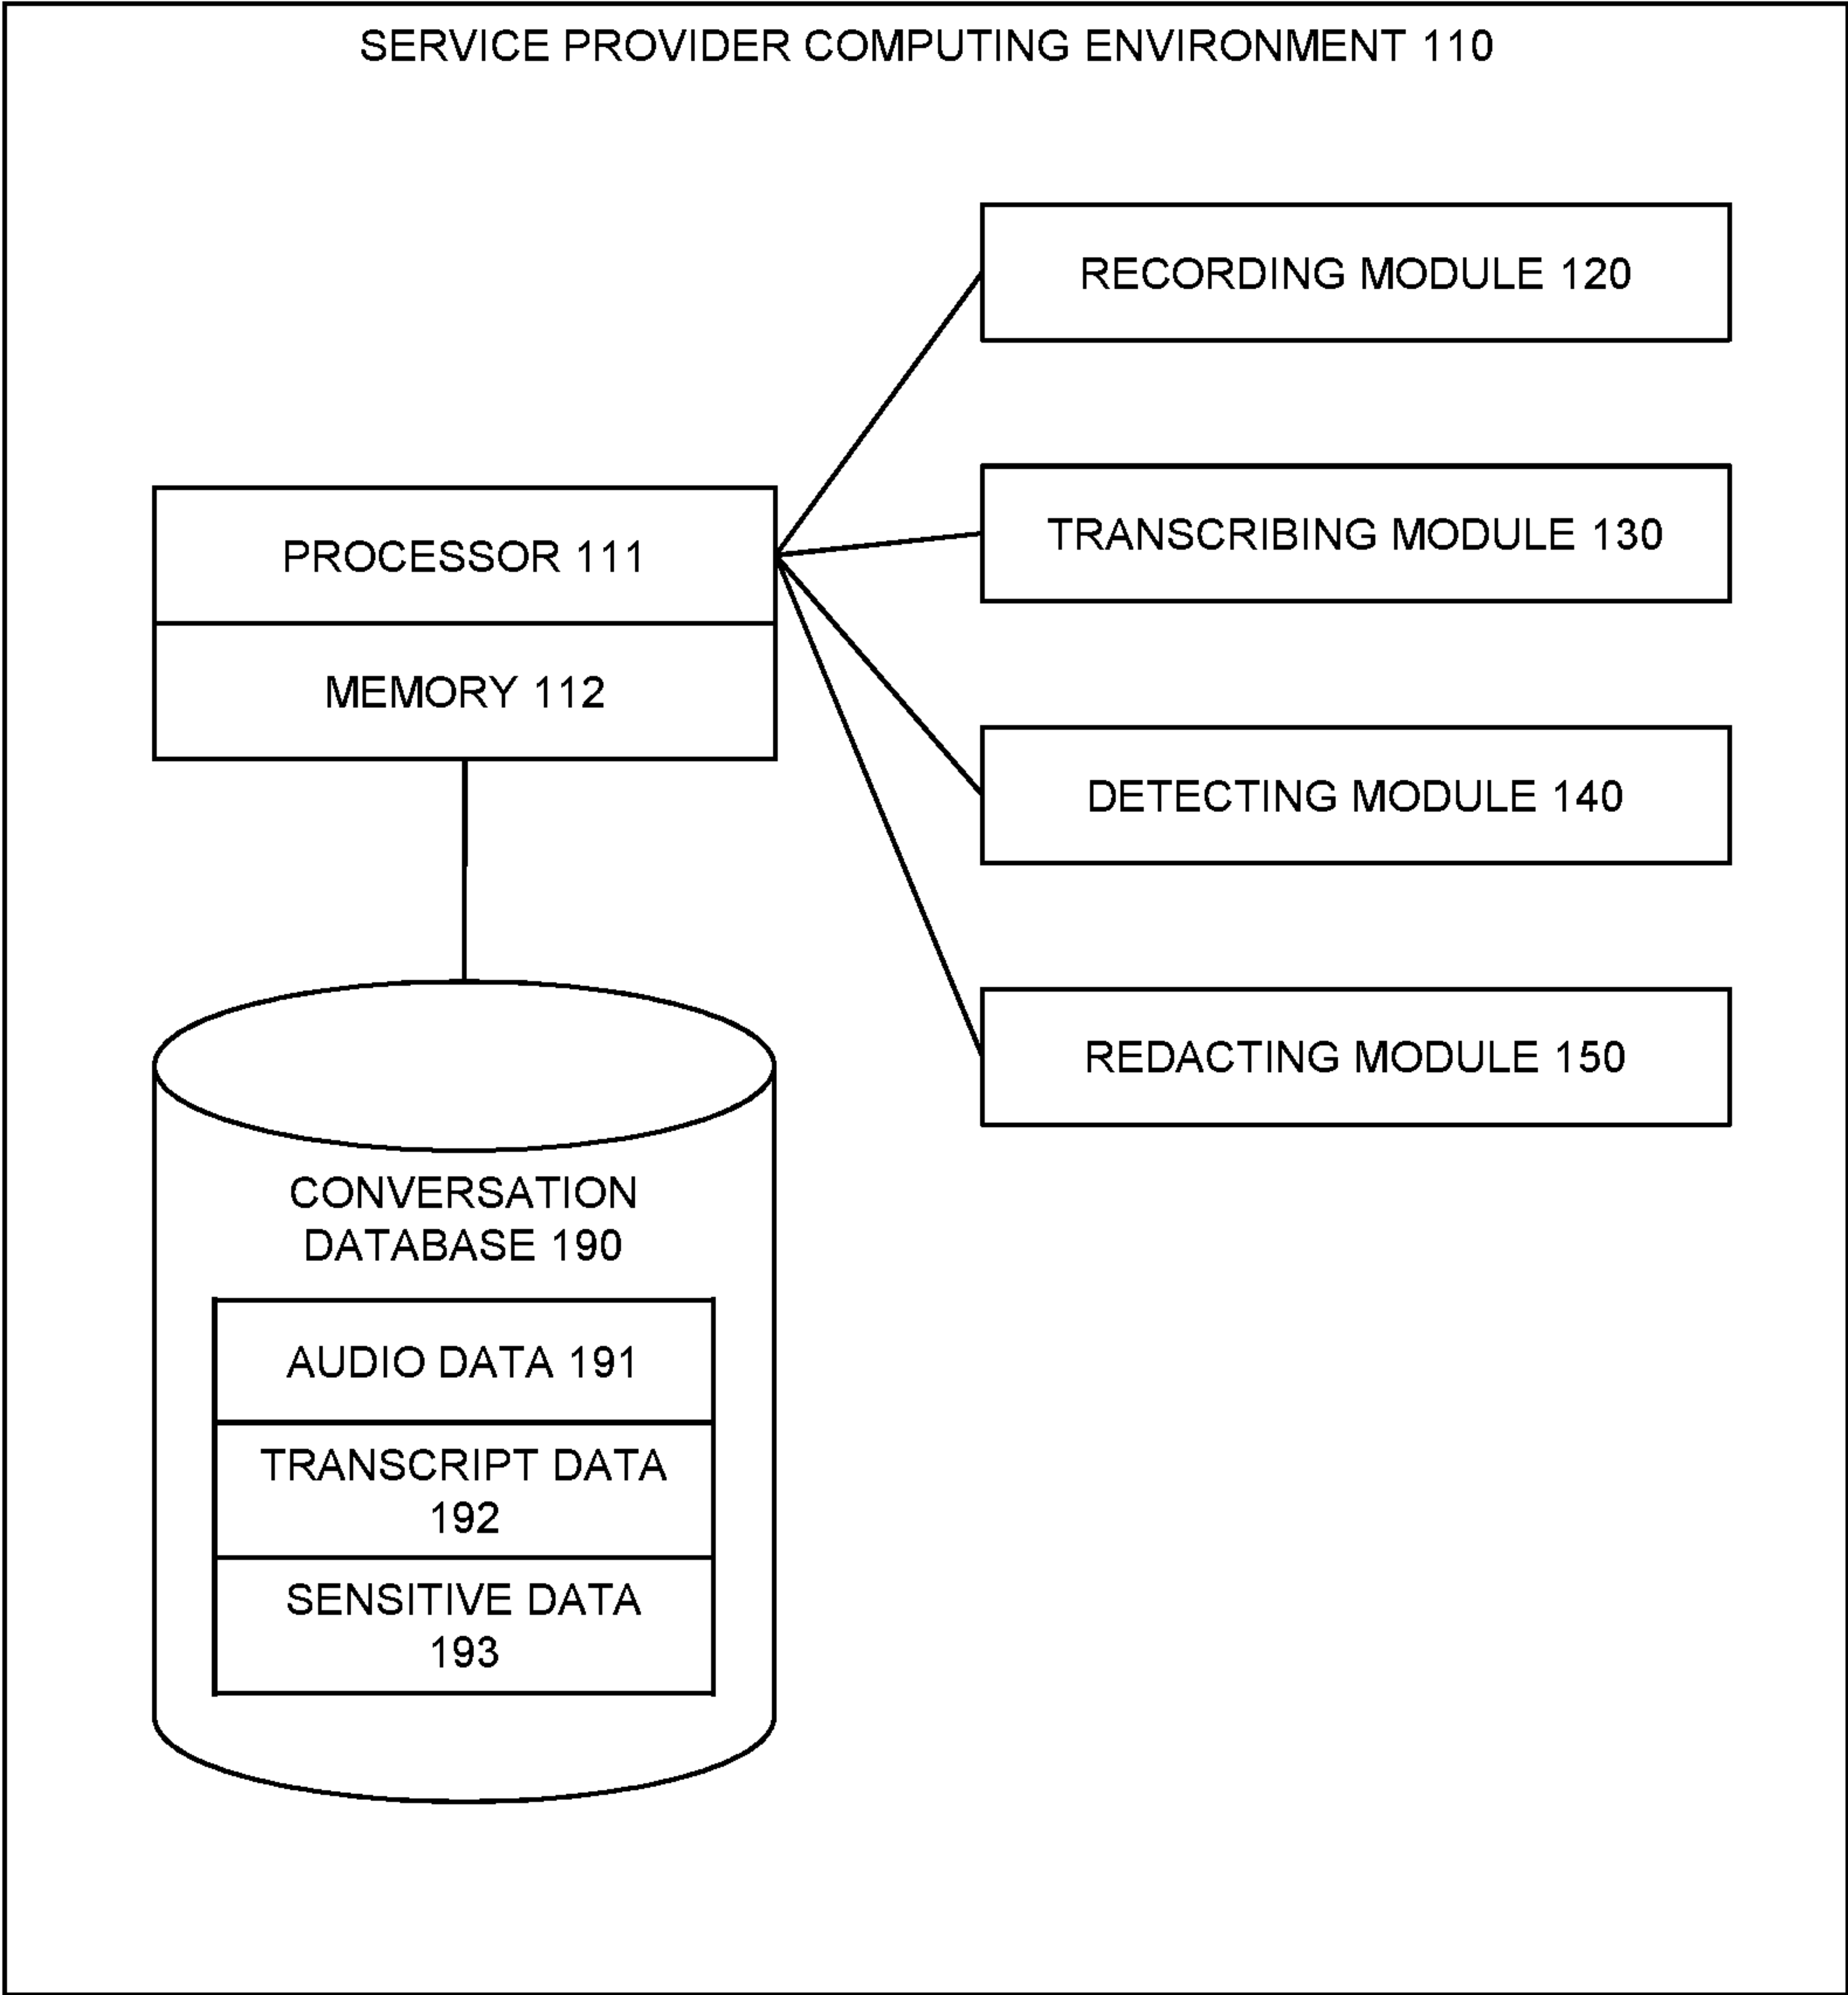 SERVICE PROVIDER COMPUTING ENVIRONMENT 110
RECORDING MODULE 120
TRANSCRIBING MODULE 130
PROCESSOR 111
MEMORY 112
DETECTING MODULE 140
REDACTING MODULE 150
CONVERSATION
DATABASE 190
AUDIO DATA 191
TRANSCRIPT DATA
192
SENSITIVE DATA
193